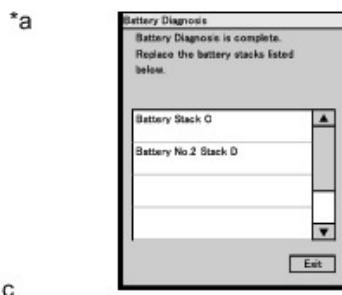 *a
Battery Diagnosis
Battery Diagnosis is complete.
Replace the battery stacks listed
below.
Battery Stack C
Battery No.2 Stack D
Exit
c